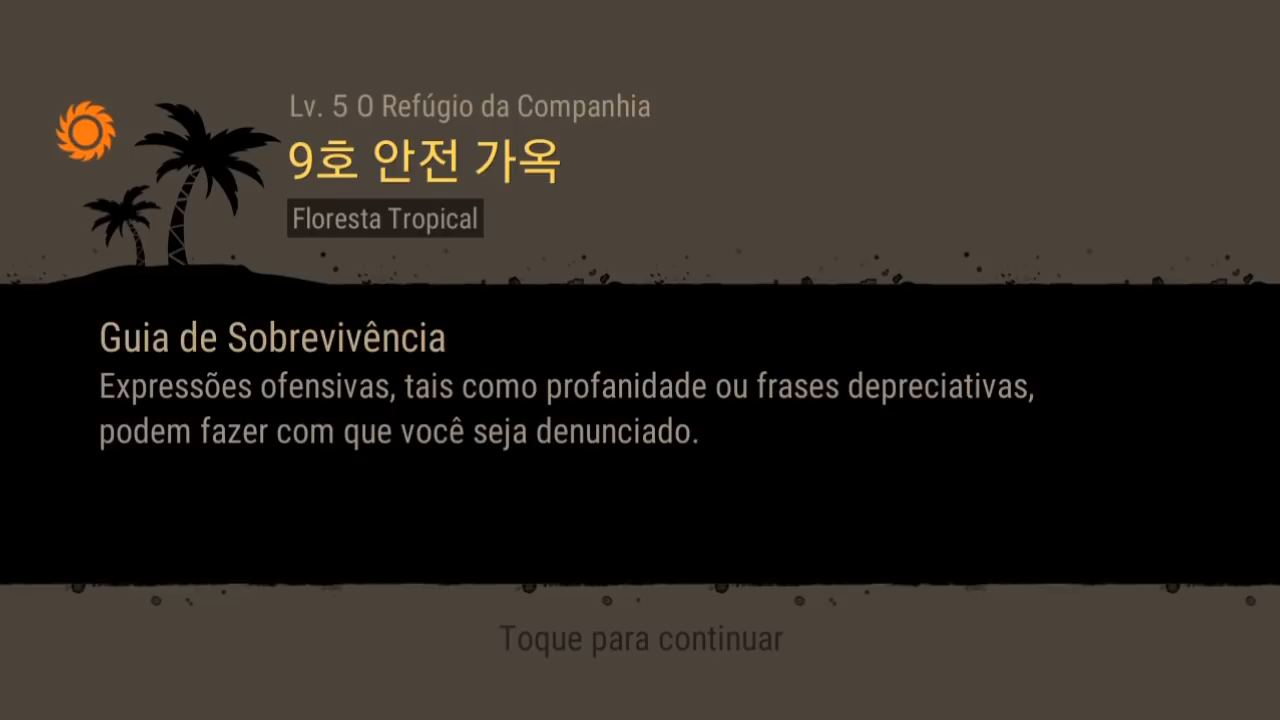 Lv. 5 O Refúgio da Companhia
9호 안전 가옥
Floresta Tropical
Guia de Sobrevivência
Expressões ofensivas, tais como profanidade ou frases depreciativas,
podem fazer com que você seja denunciado.
Toque para continuar